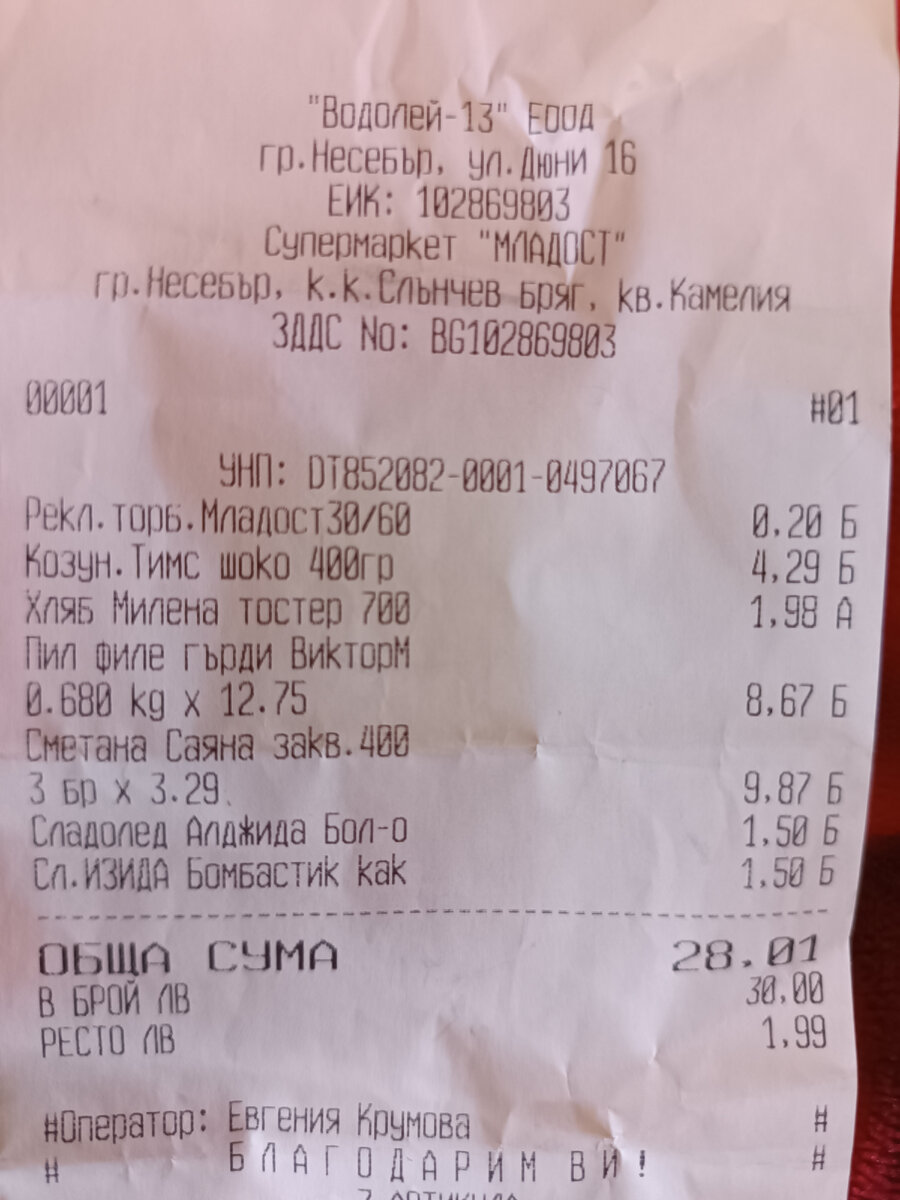 "Водолей-13" ЕООД
гр.Несебър, ул.Дюни 16
ЕИК: 102869803
Супермаркет "МЛАДОСТ"
гр.Несебър, к.к.Слънчев бряг, кв.Камелия
ЗДДС No: BG102869803
00001 #01
УНП: DT852082-0001-0497067
Рекл.торб.Младост30/60 0,20 Б
Козун.Тимс шоко 400гр 4,29 Б
Хляб Милена тостер 700 1,98 А
Пил филе гърди ВикторМ
0.680 kg x 12.75 8,67 Б
Сметана Саяна закв.400
3 бр x 3.29 9,87 Б
Сладолед Алджида Бол-о 1,50 Б
Сл.ИЗИДА Бомбастик как 1,50 Б
ОБЩА СУМА 28.01
В БРОЙ ЛВ 30,00
РЕСТО ЛВ 1,99
#Оператор: Евгения Крумова #
# БЛАГОДАРИМ ВИ! #
7 АРТИКУЛА